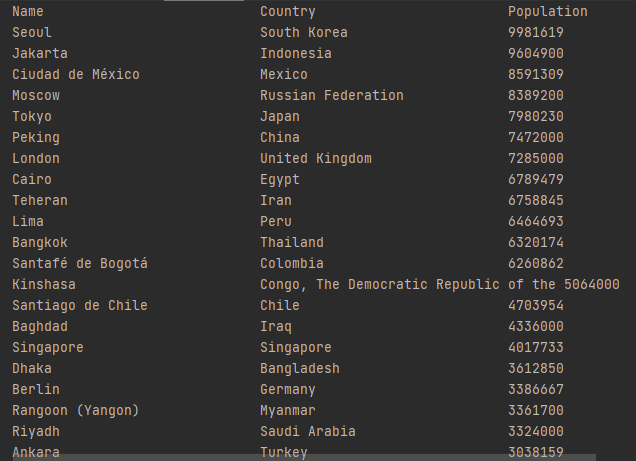 Name Country Population
Seoul South Korea 9981619
Jakarta Indonesia 9604900
Ciudad de México Mexico 8591309
Moscow Russian Federation 8389200
Tokyo Japan 7980230
Peking China 7472000
London United Kingdom 7285000
Cairo Egypt 6789479
Teheran Iran 6758845
Lima Peru 6464693
Bangkok Thailand 6320174
Santafé de Bogotá Colombia 6260862
Kinshasa Congo, The Democratic Republic of the 5064000
Santiago de Chile Chile 4703954
Baghdad Iraq 4336000
Singapore Singapore 4017733
Dhaka Bangladesh 3612850
Berlin Germany 3386667
Rangoon (Yangon) Myanmar 3361700
Riyadh Saudi Arabia 3324000
Ankara Turkey 3038159